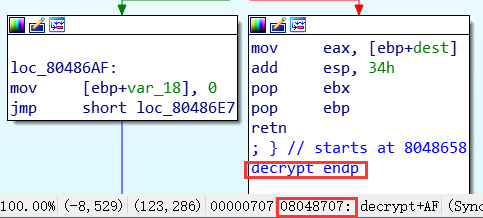 loc_80486AF:
mov     [ebp+var_18], 0
jmp     short loc_80486E7
mov     eax, [ebp+dest]
add     esp, 34h
pop     ebx
pop     ebp
retn
; } // starts at 8048658
decrypt endp
100.00% (-8,529) (123,286) 00000707 08048707: decrypt+AF (Sync